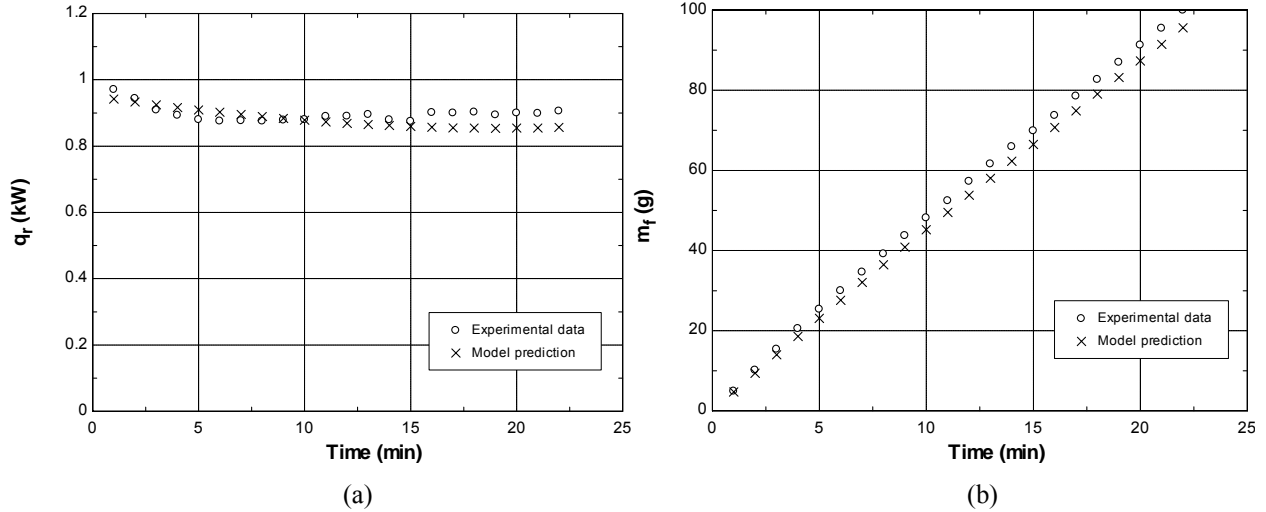 1.2
1
0.8
0.6
0.4
0.2
0
q_r (kW)
0 5 10 15 20 25
Time (min)
Experimental data
Model prediction
(a)
100
80
60
40
20
0
m_f (g)
0 5 10 15 20 25
Time (min)
Experimental data
Model prediction
(b)